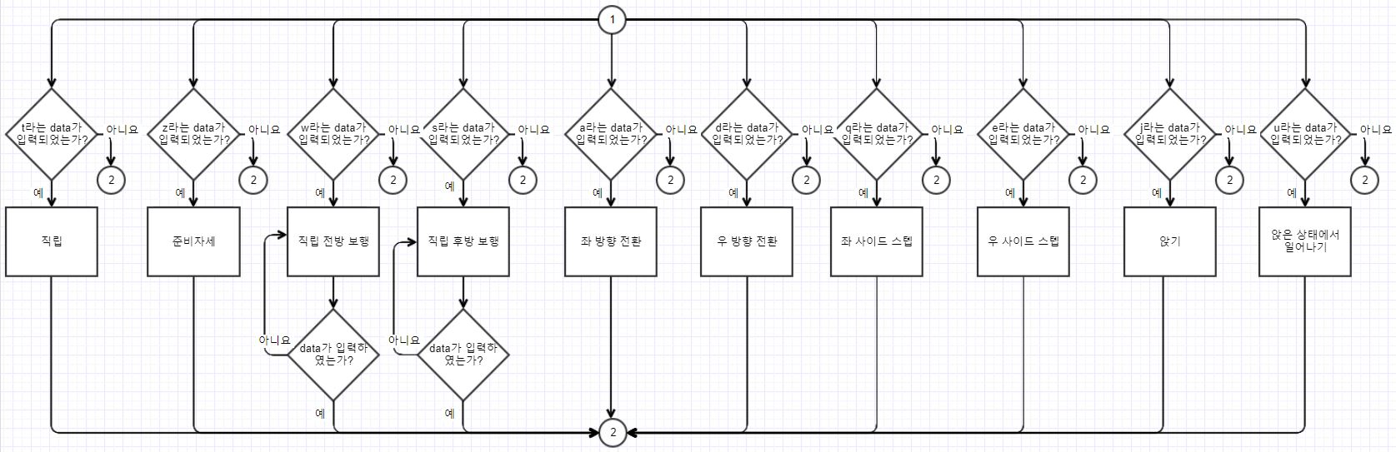 1
t라는 data가
입력되었는가?
아니요
z라는 data가
입력되었는가?
아니요
w라는 data가
입력되었는가?
아니요
s라는 data가
입력되었는가?
아니요
a라는 data가
입력되었는가?
아니요
d라는 data가
입력되었는가?
아니요
q라는 data가
입력되었는가?
아니요
e라는 data가
입력되었는가?
아니요
j라는 data가
입력되었는가?
아니요
u라는 data가
입력되었는가?
아니요
2
2
2
2
2
2
2
2
2
2
예
예
예
예
예
예
예
예
예
예
직립
준비자세
직립 전방 보행
직립 후방 보행
좌 방향 전환
우 방향 전환
좌 사이드 스텝
우 사이드 스텝
앉기
앉은 상태에서
일어나기
아니요
data가 입력하
였는가?
아니요
data가 입력하
였는가?
예
예
2